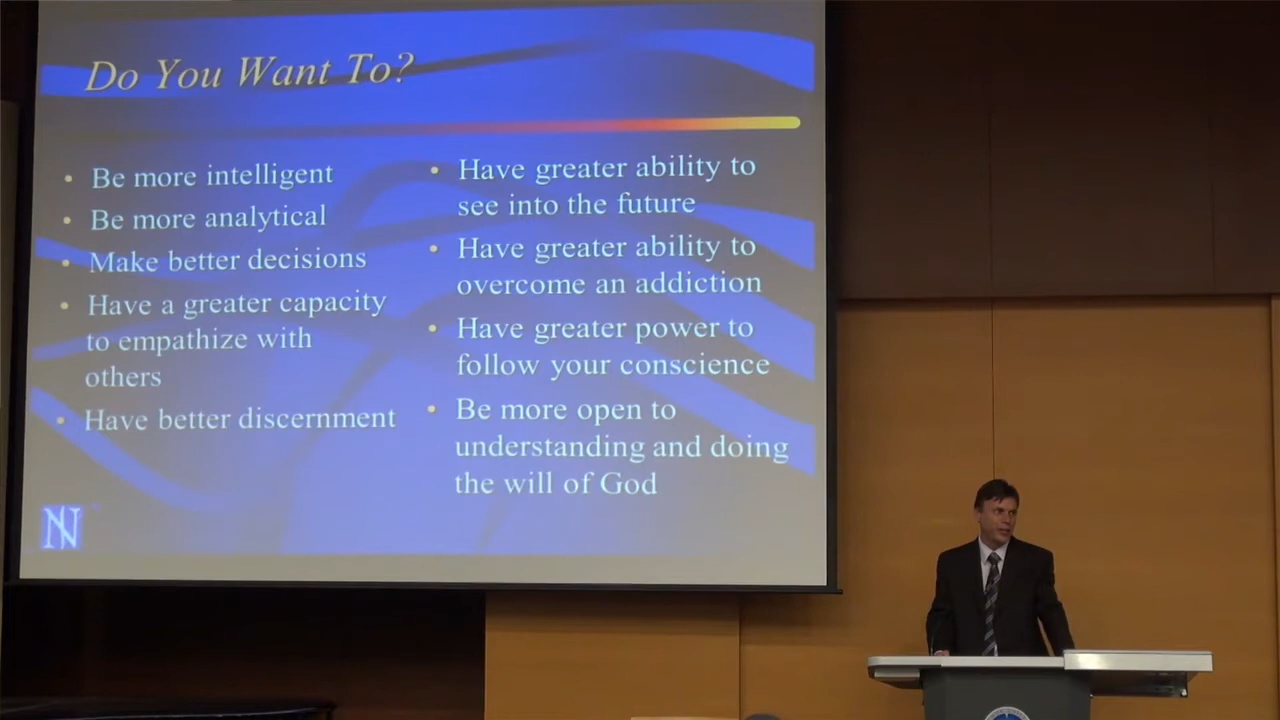 Do You Want To?
• Be more intelligent
• Be more analytical
• Make better decisions
• Have a greater capacity
to empathize with
others
• Have better discernment
• Have greater ability to
see into the future
• Have greater ability to
overcome an addiction
• Have greater power to
follow your conscience
• Be more open to
understanding and doing
the will of God